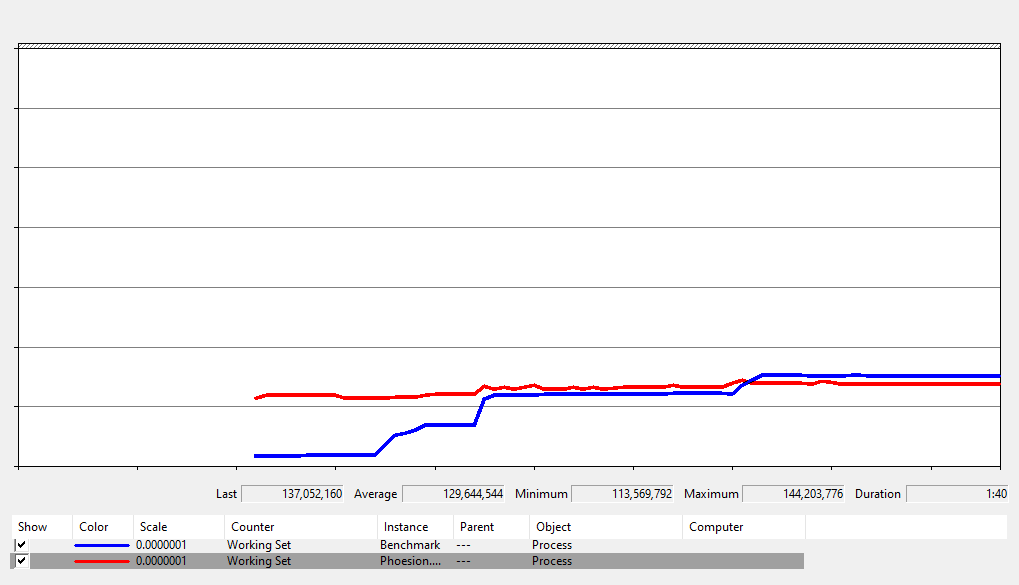 Last 137,052,160 Average 129,644,544 Minimum 113,569,792 Maximum 144,203,776 Duration 1:40
Show Color Scale Counter Instance Parent Object Computer
0.0000001 Working Set Benchmark --- Process
0.0000001 Working Set Phoesion.... --- Process